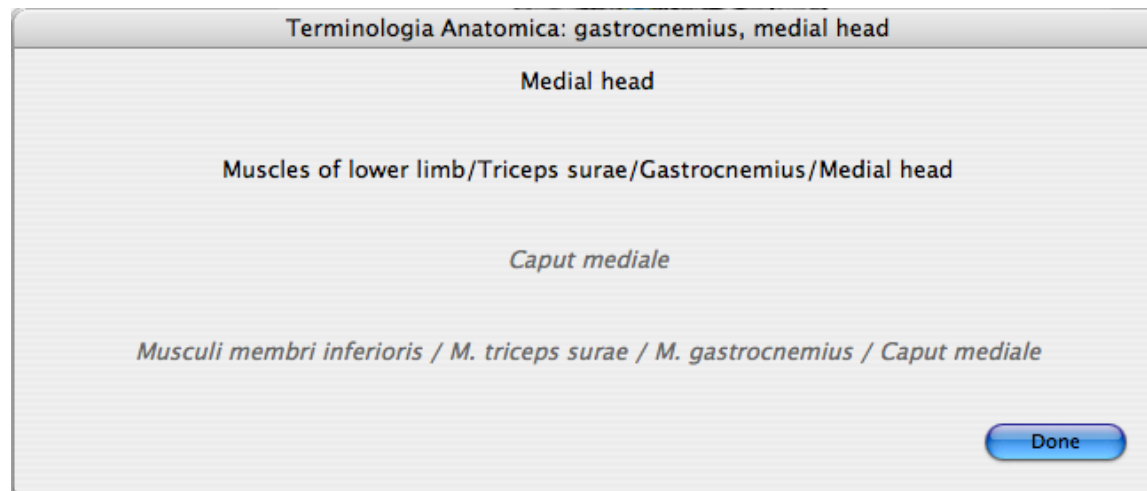 Terminologia Anatomica: gastrocnemius, medial head
Medial head
Muscles of lower limb/Triceps surae/Gastrocnemius/Medial head
Caput mediale
Musculi membri inferioris / M. triceps surae / M. gastrocnemius / Caput mediale
Done